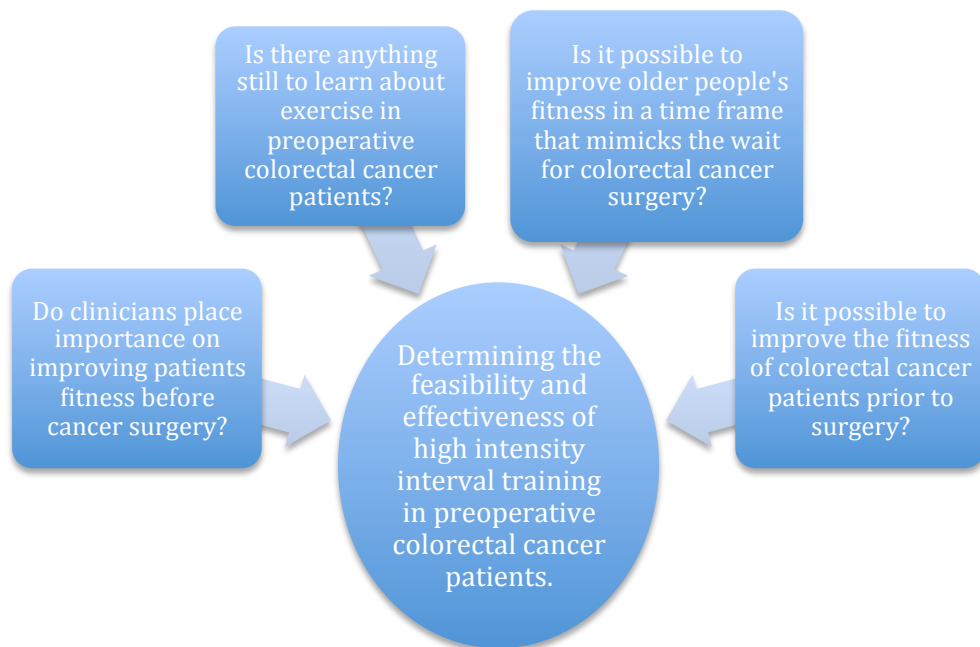 Is there anything
still to learn about
exercise in
preoperative
colorectal cancer
patients?
Is it possible to
improve older people's
fitness in a time frame
that mimicks the wait
for colorectal cancer
surgery?
Do clinicians place
importance on
improving patients
fitness before
cancer surgery?
Is it possible to
improve the fitness
of colorectal cancer
patients prior to
surgery?
Determining the
feasibility and
effectiveness of
high intensity
interval training
in preoperative
colorectal cancer
patients.